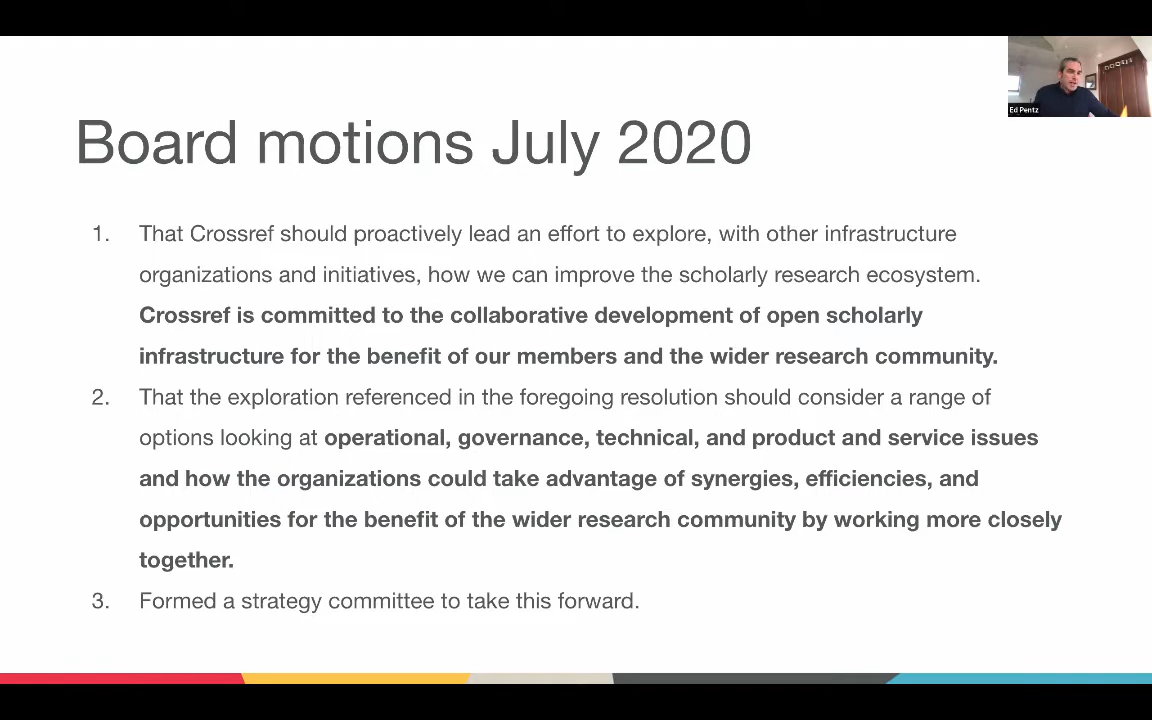 Ed Pentz
Board motions July 2020
1. That Crossref should proactively lead an effort to explore, with other infrastructure
organizations and initiatives, how we can improve the scholarly research ecosystem.
Crossref is committed to the collaborative development of open scholarly
infrastructure for the benefit of our members and the wider research community.
2. That the exploration referenced in the foregoing resolution should consider a range of
options looking at operational, governance, technical, and product and service issues
and how the organizations could take advantage of synergies, efficiencies, and
opportunities for the benefit of the wider research community by working more closely
together.
3. Formed a strategy committee to take this forward.